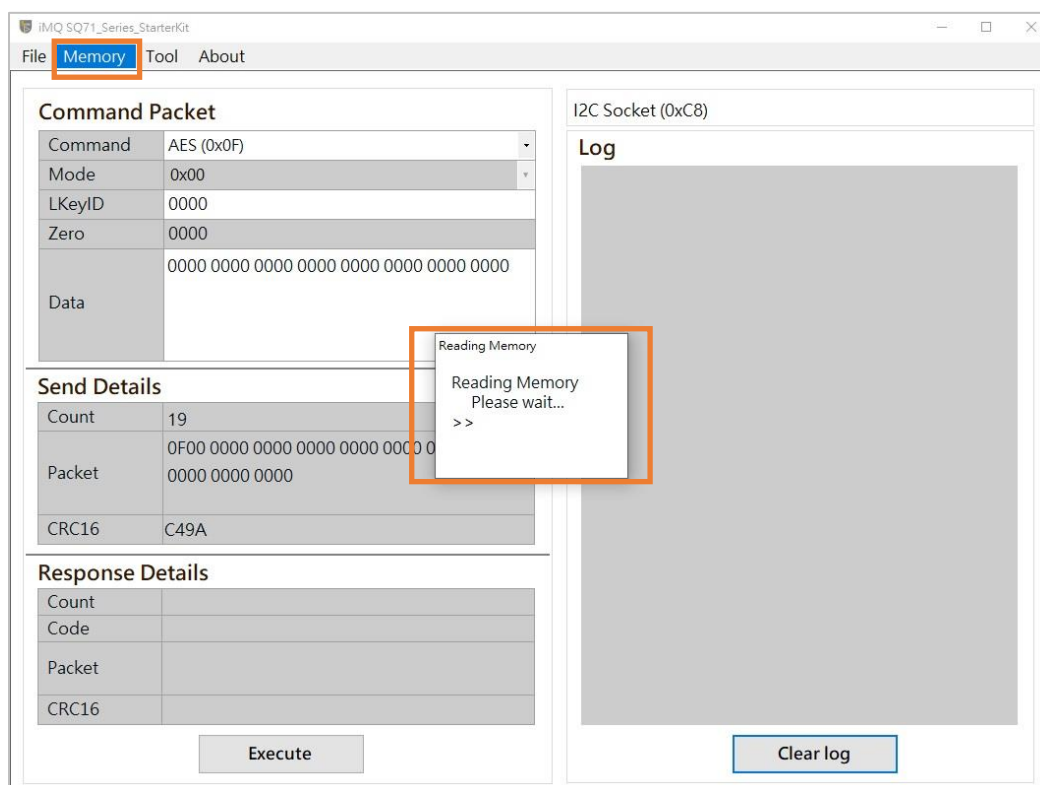 iMQ SQ71_Series_StarterKit
File Memory Tool About
Command Packet
Command AES (0x0F)
Mode 0x00
LKeyID 0000
Zero 0000
Data 0000 0000 0000 0000 0000 0000 0000 0000
Send Details
Count 19
Packet 0F00 0000 0000 0000 0000 0000 0
0000 0000 0000
CRC16 C49A
Response Details
Count
Code
Packet
CRC16
Execute
I2C Socket (0xC8)
Log
Clear log
Reading Memory
Reading Memory
Please wait...
>>